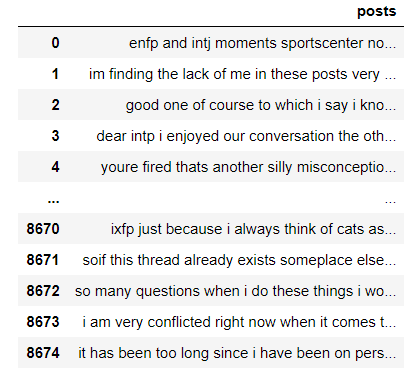 posts
0 enfp and intj moments sportscenter no...
1 im finding the lack of me in these posts very ...
2 good one of course to which i say i kno...
3 dear intp i enjoyed our conversation the oth...
4 youre fired thats another silly misconceptio...
... ...
8670 ixfp just because i always think of cats as...
8671 soif this thread already exists someplace else...
8672 so many questions when i do these things i wo...
8673 i am very conflicted right now when it comes t...
8674 it has been too long since i have been on pers...